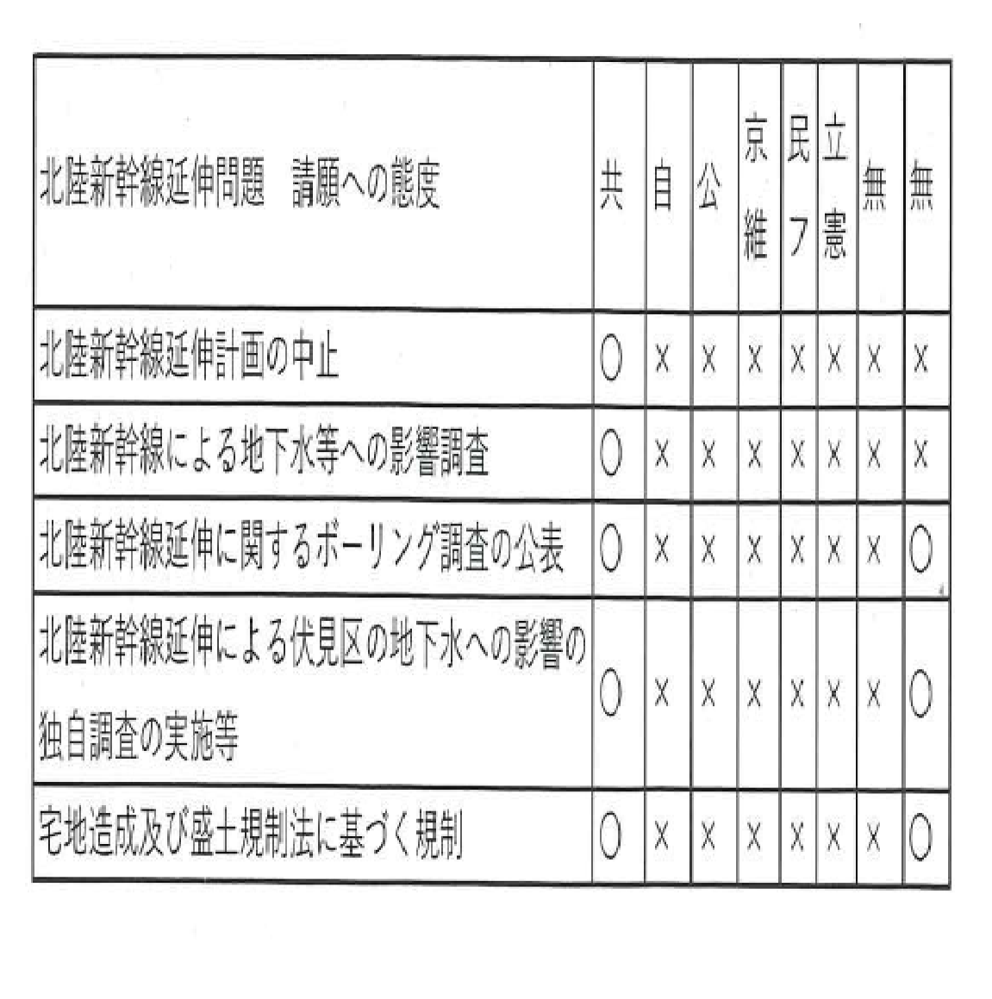 北陸新幹線延伸問題　請願への態度 共 自 公 京維 民フ 立憲 無 無
北陸新幹線延伸計画の中止 〇 × × × × × × ×
北陸新幹線による地下水等への影響調査 〇 × × × × × × ×
北陸新幹線延伸に関するボーリング調査の公表 〇 × × × × × × 〇
北陸新幹線延伸による伏見区の地下水への影響の
独自調査の実施等 〇 × × × × × × 〇
宅地造成及び盛土規制法に基づく規制 〇 × × × × × × 〇